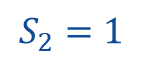 S₂ = 1